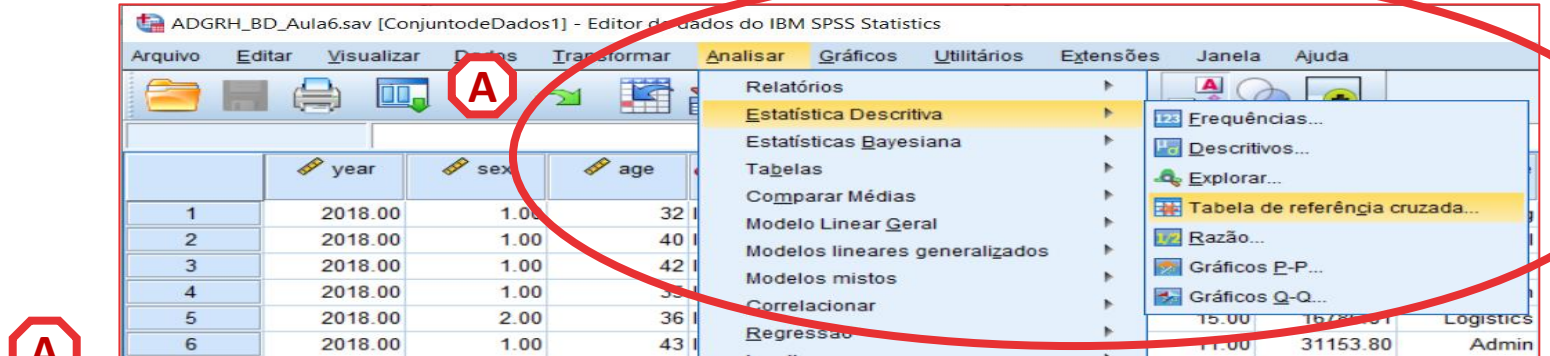 ADGRH_BD_Aula6.sav [ConjuntodeDados1] - Editor de dados do IBM SPSS Statistics
Arquivo Editar Visualizar Dados Transformar Analisar Gráficos Utilitários Extensões Janela Ajuda
A
A
Relatórios
Estatística Descritiva
Estatísticas Bayesiana
Tabelas
Comparar Médias
Modelo Linear Geral
Modelos lineares generalizados
Modelos mistos
Correlacionar
Regressão
123 Frequências...
Descritivos...
Explorar...
Tabela de referência cruzada...
1/2 Razão...
Gráficos P-P...
Gráficos Q-Q...
year sex age
1 2018.00 1.00 32
2 2018.00 1.00 40
3 2018.00 1.00 42
4 2018.00 1.00
5 2018.00 2.00 36 15.00 Logistics
6 2018.00 1.00 43 11.00 31153.80 Admin
A